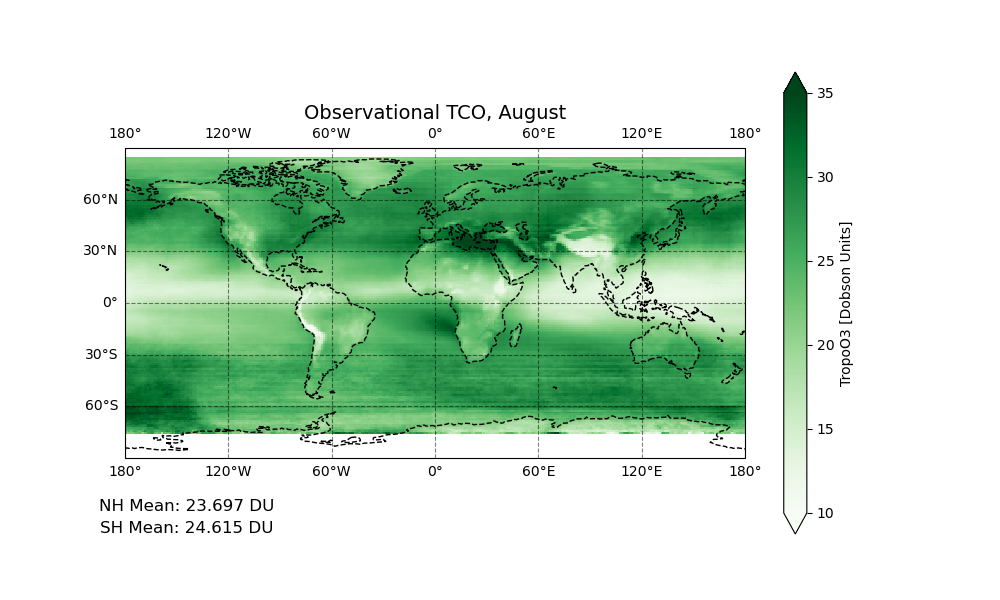 Observational TCO, August
180° 120°W 60°W 0° 60°E 120°E 180°
60°N
30°N
0°
30°S
60°S
180° 120°W 60°W 0° 60°E 120°E 180°
NH Mean: 23.697 DU
SH Mean: 24.615 DU
35
30
25
20
15
10
TropoO3 [Dobson Units]